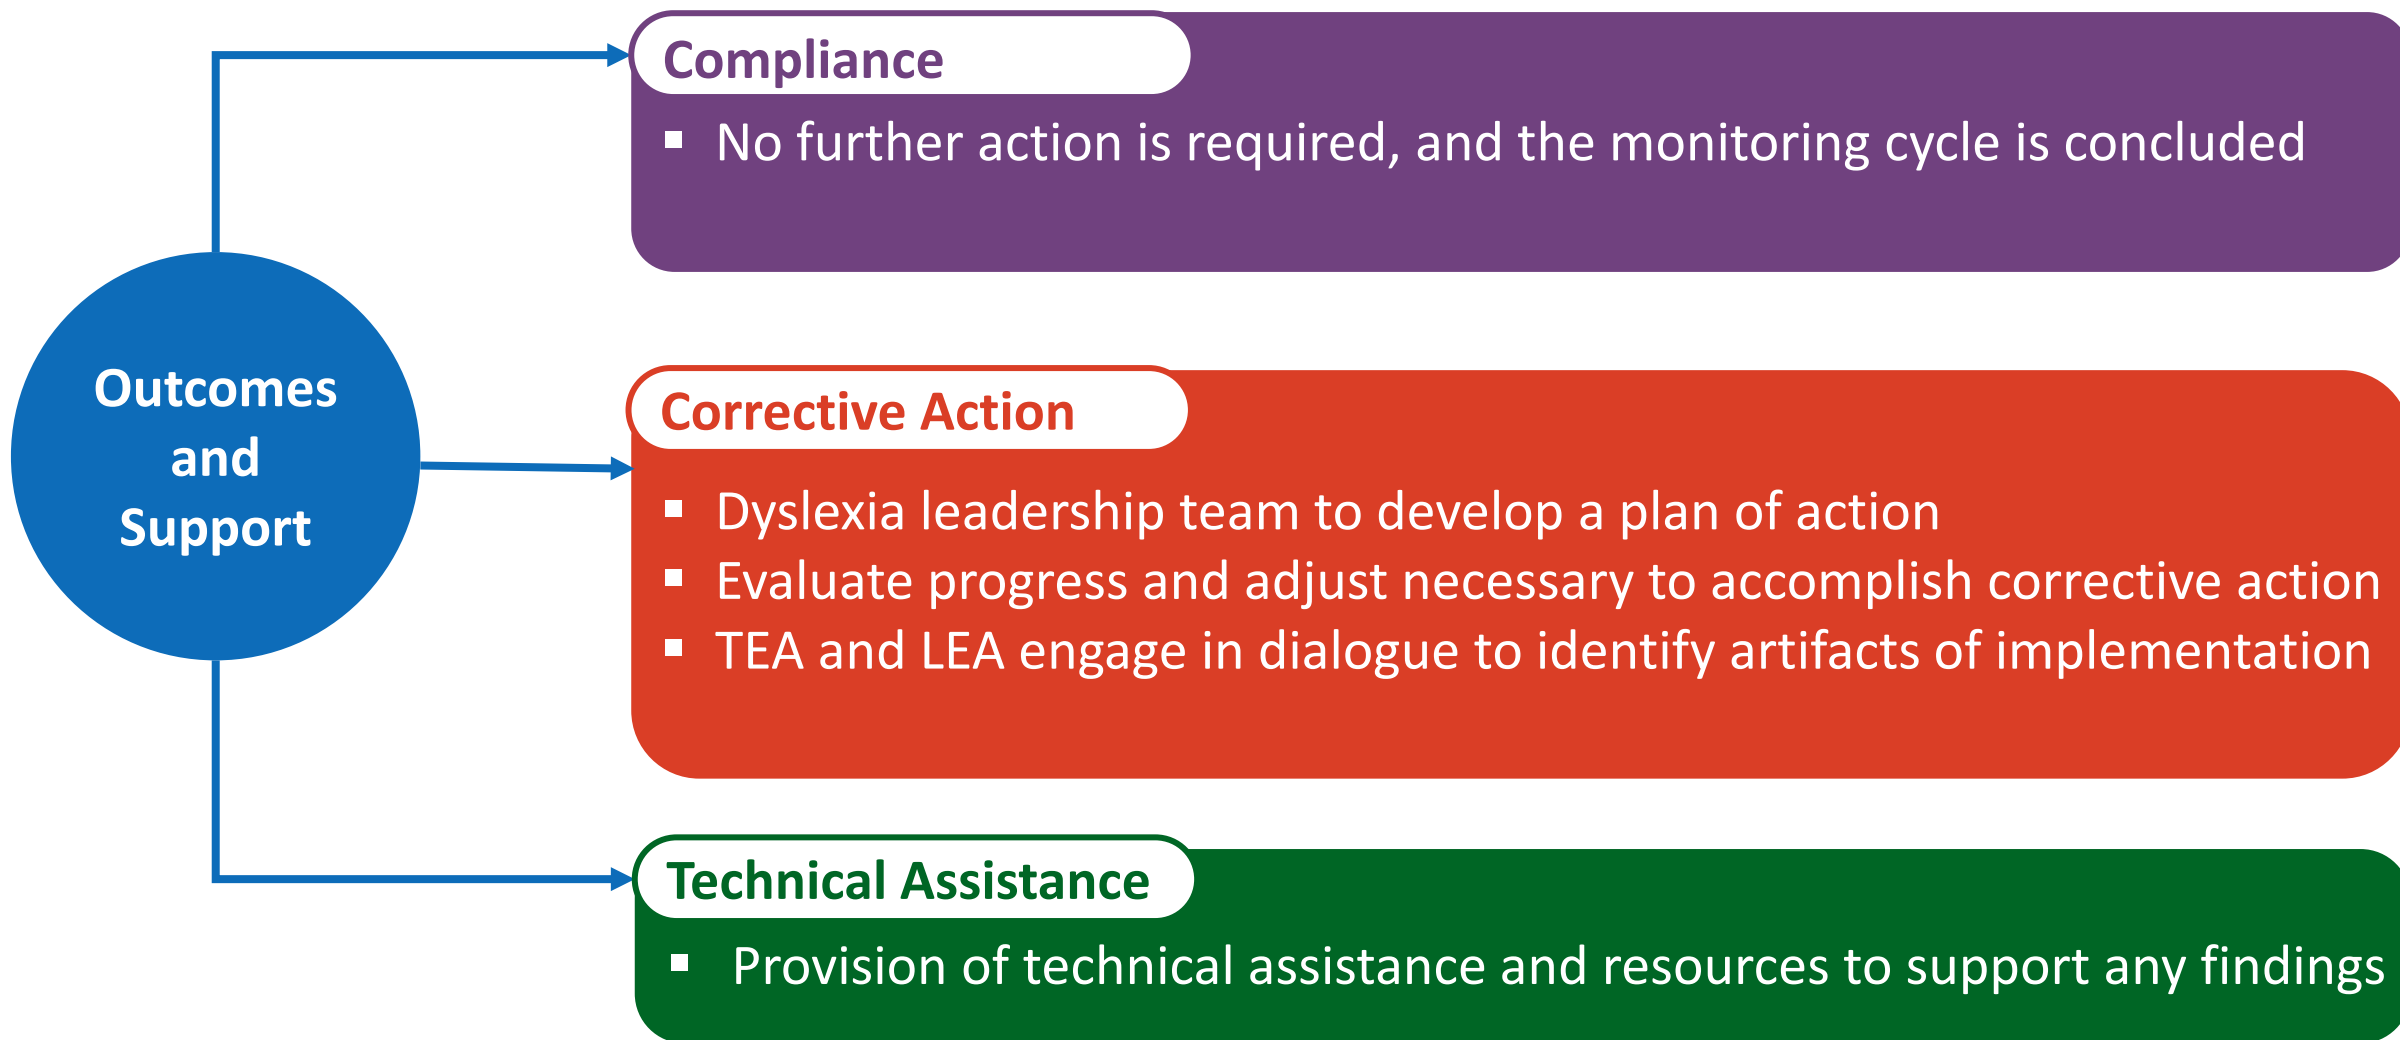 Outcomes
and
Support
Compliance
▪ No further action is required, and the monitoring cycle is concluded
Corrective Action
▪ Dyslexia leadership team to develop a plan of action
▪ Evaluate progress and adjust necessary to accomplish corrective action
▪ TEA and LEA engage in dialogue to identify artifacts of implementation
Technical Assistance
▪ Provision of technical assistance and resources to support any findings